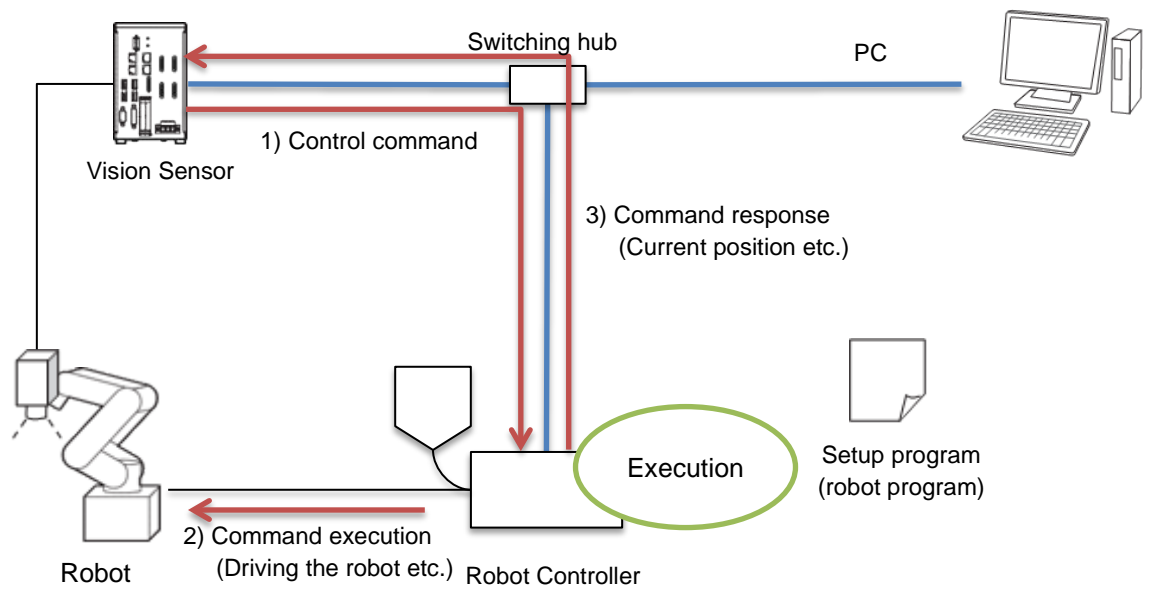 Switching hub
PC
1) Control command
Vision Sensor
3) Command response
(Current position etc.)
Execution
Setup program
(robot program)
2) Command execution
(Driving the robot etc.)
Robot
Robot Controller